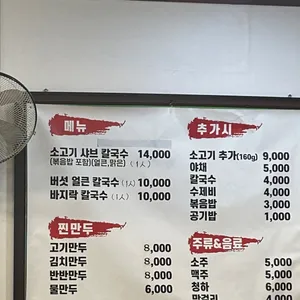 메뉴
소고기 샤브 칼국수 14,000
(볶음밥 포함)(얼큰,맑은) (1人)
버섯 얼큰 칼국수 (1人) 10,000
바지락 칼국수 (1人) 10,000
찐만두
고기만두 8,000
김치만두 8,000
반반만두 8,000
물만두 6,000
추가시
소고기 추가(160g) 9,000
야채 5,000
칼국수 4,000
수제비 4,000
볶음밥 3,000
공기밥 1,000
주류&음료
소주 5,000
맥주 5,000
청하 6,000
막걸리 4,000